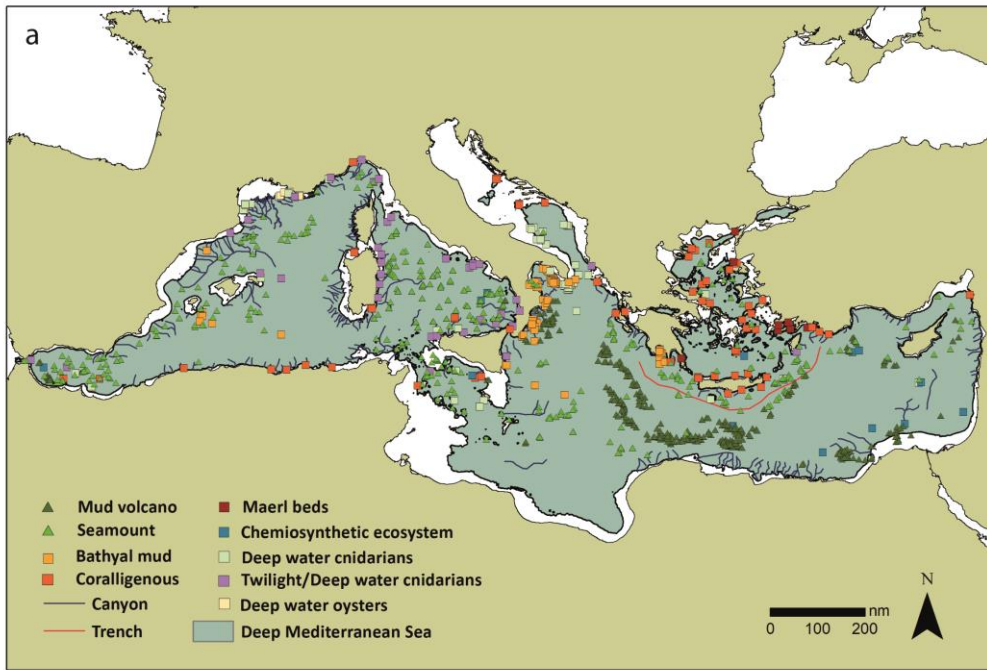 a
Mud volcano
Seamount
Bathyal mud
Coralligenous
Canyon
Trench
Maerl beds
Chemiosynthetic ecosystem
Deep water cnidarians
Twilight/Deep water cnidarians
Deep water oysters
Deep Mediterranean Sea
nm
0 100 200
N